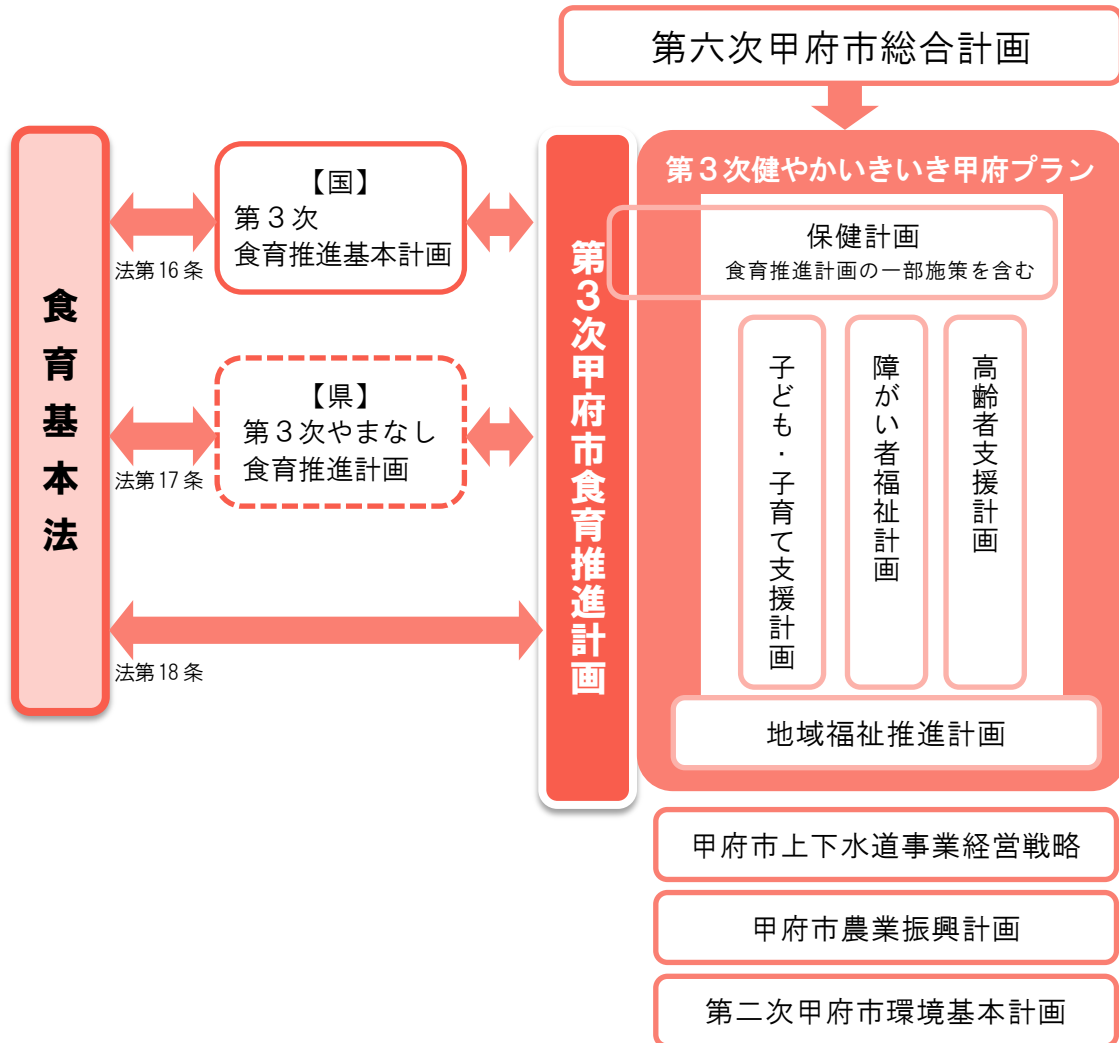 第六次甲府市総合計画
食育基本法
【国】
第3次
食育推進基本計画
法第16条
【県】
第3次やまなし
食育推進計画
法第17条
法第18条
第3次甲府市食育推進計画
第3次健やかいきいき甲府プラン
保健計画
食育推進計画の一部施策を含む
子ども・子育て支援計画
障がい者福祉計画
高齢者支援計画
地域福祉推進計画
甲府市上下水道事業経営戦略
甲府市農業振興計画
第二次甲府市環境基本計画